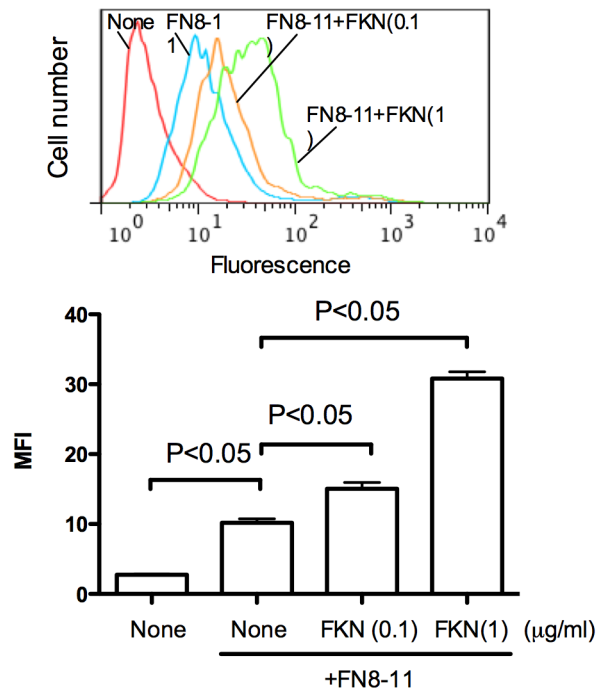 None FN8-1 FN8-11+FKN(0.1
1) )
FN8-11+FKN(1
)
Cell number
10^0 10^1 10^2 10^3 10^4
Fluorescence
P<0.05
P<0.05
P<0.05
MFI
40
30
20
10
0
None None FKN (0.1) FKN(1) (μg/ml)
+FN8-11